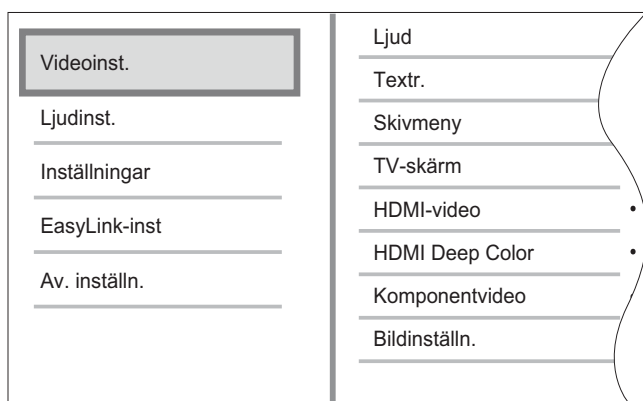 Videoinst.
Ljudinst.
Inställningar
EasyLink-inst
Av. inställn.
Ljud
Textr.
Skivmeny
TV-skärm
HDMI-video
HDMI Deep Color
Komponentvideo
Bildinställn.